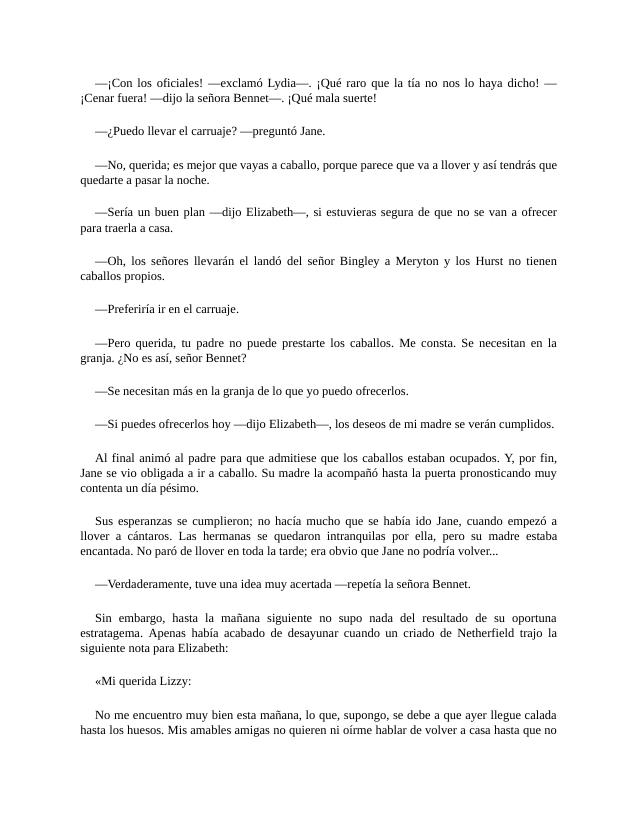 —¡Con los oficiales! —exclamó Lydia—. ¡Qué raro que la tía no nos lo haya dicho! —
¡Cenar fuera! —dijo la señora Bennet—. ¡Qué mala suerte!
—¿Puedo llevar el carruaje? —preguntó Jane.
—No, querida; es mejor que vayas a caballo, porque parece que va a llover y así tendrás que
quedarte a pasar la noche.
—Sería un buen plan —dijo Elizabeth—, si estuvieras segura de que no se van a ofrecer
para traerla a casa.
—Oh, los señores llevarán el landó del señor Bingley a Meryton y los Hurst no tienen
caballos propios.
—Preferiría ir en el carruaje.
—Pero querida, tu padre no puede prestarte los caballos. Me consta. Se necesitan en la
granja. ¿No es así, señor Bennet?
—Se necesitan más en la granja de lo que yo puedo ofrecerlos.
—Si puedes ofrecerlos hoy —dijo Elizabeth—, los deseos de mi madre se verán cumplidos.
Al final animó al padre para que admitiese que los caballos estaban ocupados. Y, por fin,
Jane se vio obligada a ir a caballo. Su madre la acompañó hasta la puerta pronosticando muy
contenta un día pésimo.
Sus esperanzas se cumplieron; no hacía mucho que se había ido Jane, cuando empezó a
llover a cántaros. Las hermanas se quedaron intranquilas por ella, pero su madre estaba
encantada. No paró de llover en toda la tarde; era obvio que Jane no podría volver...
—Verdaderamente, tuve una idea muy acertada —repetía la señora Bennet.
Sin embargo, hasta la mañana siguiente no supo nada del resultado de su oportuna
estratagema. Apenas había acabado de desayunar cuando un criado de Netherfield trajo la
siguiente nota para Elizabeth:
«Mi querida Lizzy:
No me encuentro muy bien esta mañana, lo que, supongo, se debe a que ayer llegue calada
hasta los huesos. Mis amables amigas no quieren ni oírme hablar de volver a casa hasta que no